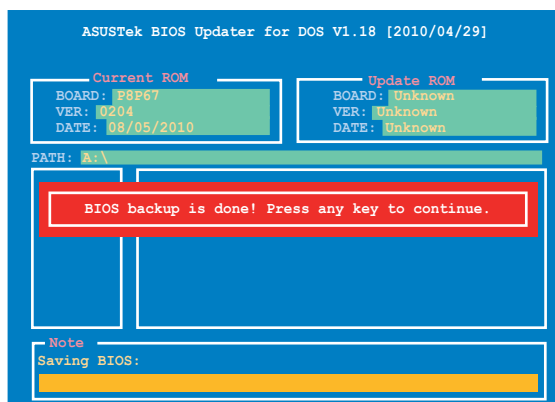 ASUSTek BIOS Updater for DOS V1.18 [2010/04/29]
Current ROM
BOARD: P8P67
VER: 0204
DATE: 08/05/2010
Update ROM
BOARD: Unknown
VER: Unknown
DATE: Unknown
PATH: A:\
BIOS backup is done! Press any key to continue.
Note
Saving BIOS: